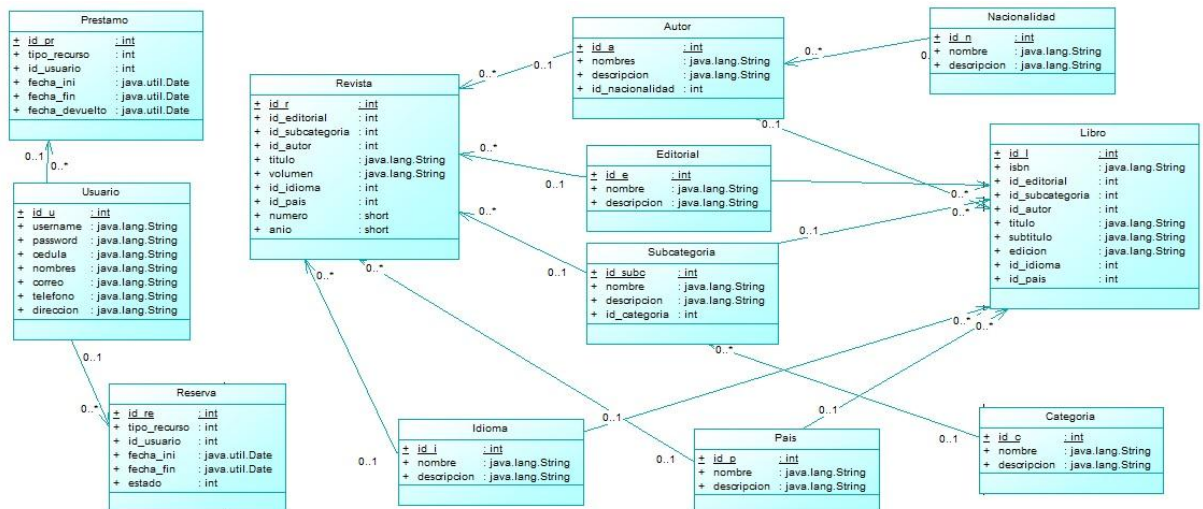 Prestamo
+ id_pr : int
+ tipo_recurso : int
+ id_usuario : int
+ fecha_ini : java.util.Date
+ fecha_fin : java.util.Date
+ fecha_devuelto : java.util.Date
0..1
0..*
Usuario
+ id_u : int
+ username : java.lang.String
+ password : java.lang.String
+ cedula : java.lang.String
+ nombres : java.lang.String
+ correo : java.lang.String
+ telefono : java.lang.String
+ direccion : java.lang.String
0..1
0..*
Reserva
+ id_re : int
+ tipo_recurso : int
+ id_usuario : int
+ fecha_ini : java.util.Date
+ fecha_fin : java.util.Date
+ estado : int
Revista
+ id_r : int
+ id_editorial : int
+ id_subcategoria : int
+ id_autor : int
+ titulo : java.lang.String
+ volumen : java.lang.String
+ id_idioma : int
+ id_pais : int
+ numero : short
+ anio : short
0..*
0..1
0..*
0..1
0..*
0..1
0..*
0..*
0..1
0..1
Autor
+ id_a : int
+ nombres : java.lang.String
+ descripcion : java.lang.String
+ id_nacionalidad : int
0..*
0..1
Nacionalidad
+ id_n : int
+ nombre : java.lang.String
+ descripcion : java.lang.String
Editorial
+ id_e : int
+ nombre : java.lang.String
+ descripcion : java.lang.String
Subcategoria
+ id_subc : int
+ nombre : java.lang.String
+ descripcion : java.lang.String
+ id_categoria : int
0..1
0..*
0..*
0..*
Libro
+ id_l : int
+ isbn : java.lang.String
+ id_editorial : int
+ id_subcategoria : int
+ id_autor : int
+ titulo : java.lang.String
+ subtitulo : java.lang.String
+ edicion : java.lang.String
+ id_idioma : int
+ id_pais : int
0..*
0..*
0..1
0..1
0..1
Idioma
+ id_i : int
+ nombre : java.lang.String
+ descripcion : java.lang.String
Pais
+ id_p : int
+ nombre : java.lang.String
+ descripcion : java.lang.String
Categoria
+ id_c : int
+ nombre : java.lang.String
+ descripcion : java.lang.String